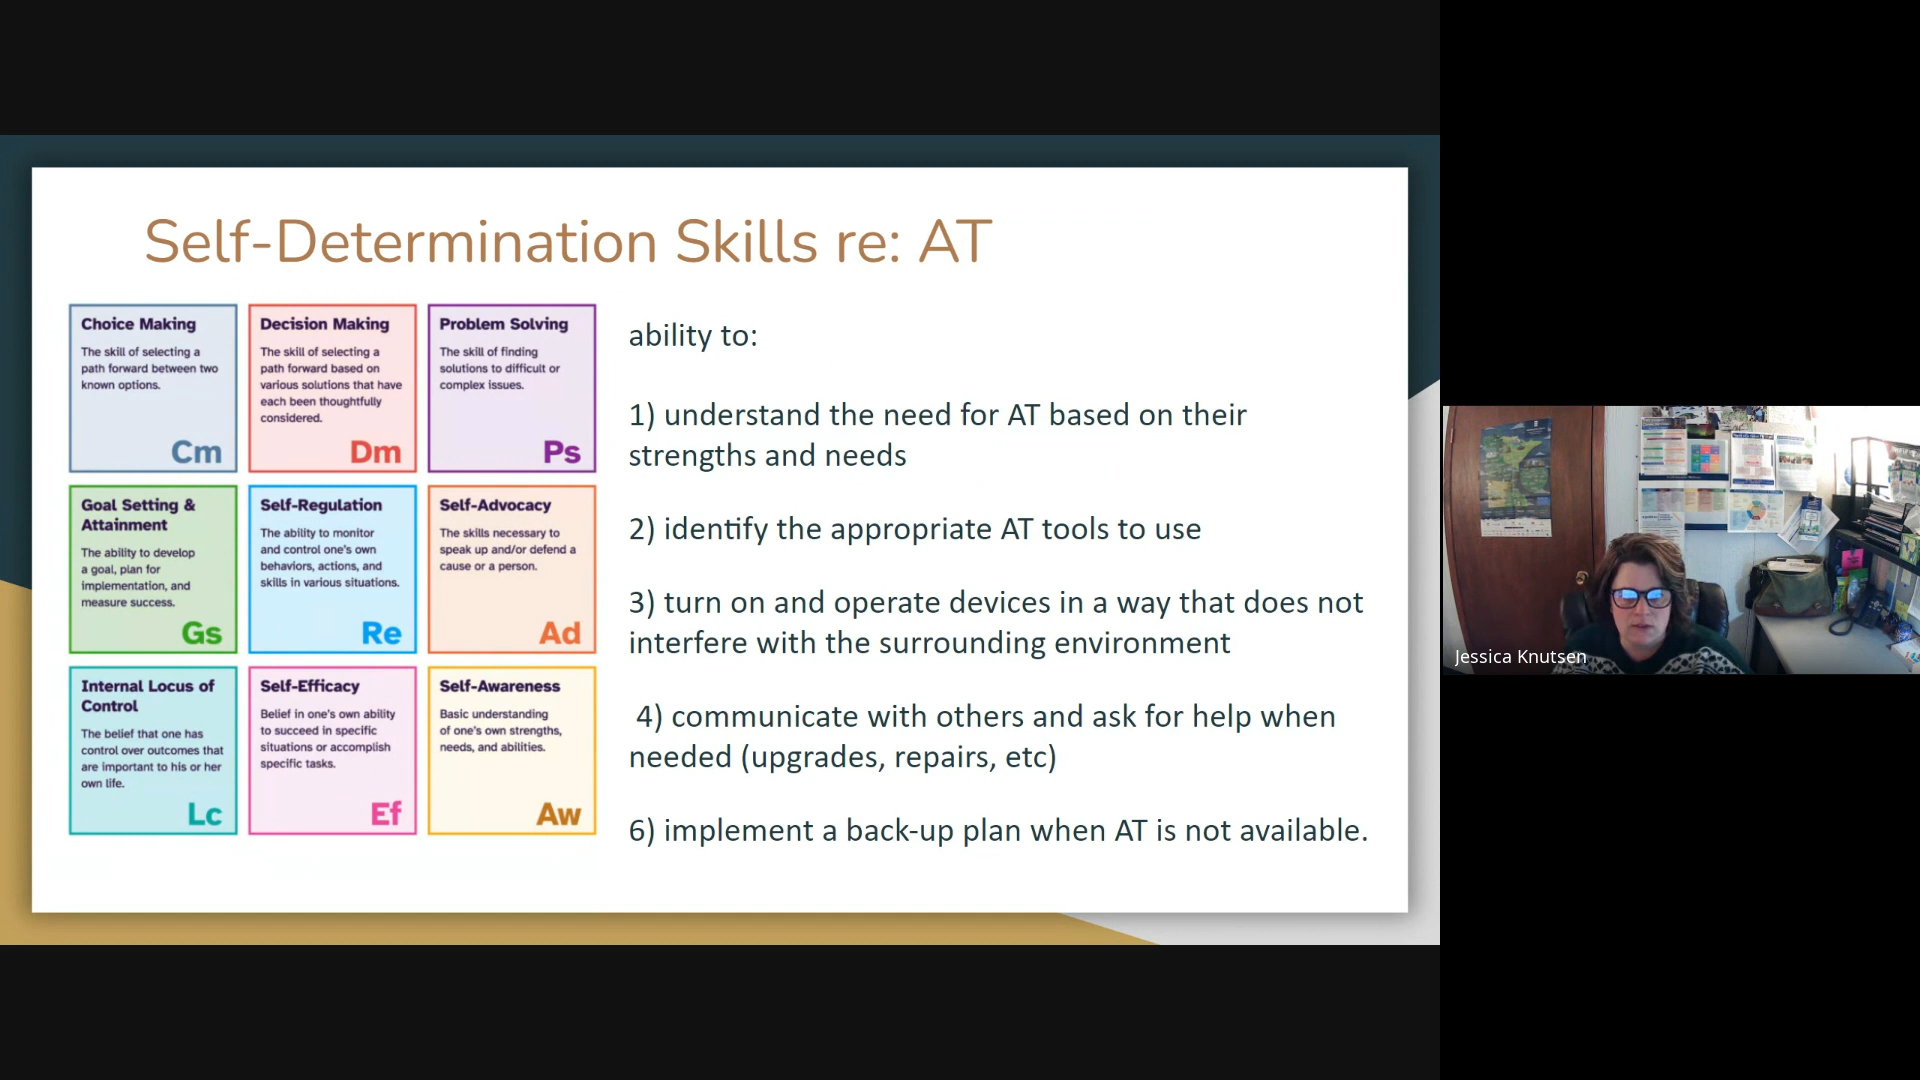 Self-Determination Skills re: AT
Choice Making
The skill of selecting a
path forward between two
known options.
Cm
Decision Making
The skill of selecting a
path forward based on
various solutions that have
each been thoughtfully
considered.
Dm
Problem Solving
The skill of finding
solutions to difficult or
complex issues.
Ps
Goal Setting &
Attainment
The ability to develop
a goal, plan for
implementation, and
measure success.
Gs
Self-Regulation
The ability to monitor
and control one's own
behaviors, actions, and
skills in various situations.
Re
Self-Advocacy
The skills necessary to
speak up and/or defend a
cause or a person.
Ad
Internal Locus of
Control
The belief that one has
control over outcomes that
are important to his or her
own life.
Lc
Self-Efficacy
Belief in one's own ability
to succeed in specific
situations or accomplish
specific tasks.
Ef
Self-Awareness
Basic understanding
of one's own strengths,
needs, and abilities.
Aw
ability to:
1) understand the need for AT based on their
strengths and needs
2) identify the appropriate AT tools to use
3) turn on and operate devices in a way that does not
interfere with the surrounding environment
4) communicate with others and ask for help when
needed (upgrades, repairs, etc)
6) implement a back-up plan when AT is not available.
Jessica Knutsen